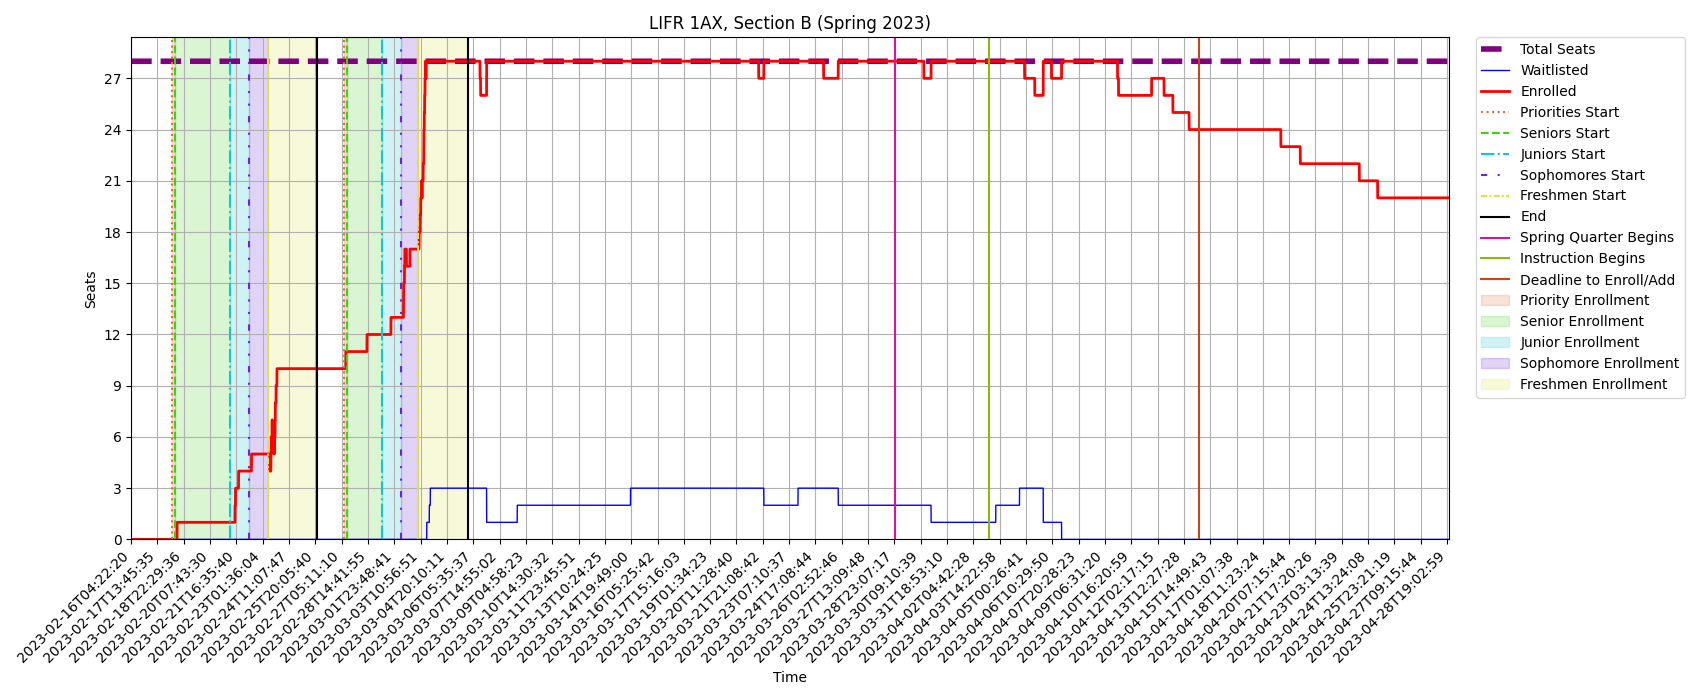 LIFR 1AX, Section B (Spring 2023)
Seats
27
24
21
18
15
12
9
6
3
0
2023-02-16T04:22:20
2023-02-17T13:45:35
2023-02-18T22:29:36
2023-02-20T07:43:30
2023-02-21T16:35:40
2023-02-23T01:36:04
2023-02-24T11:07:47
2023-02-25T20:05:40
2023-02-27T05:11:10
2023-02-28T14:41:55
2023-03-01T23:48:41
2023-03-03T10:56:51
2023-03-04T20:10:11
2023-03-06T05:35:37
2023-03-07T14:55:02
2023-03-09T04:58:23
2023-03-10T14:30:32
2023-03-11T23:45:51
2023-03-13T10:24:25
2023-03-14T19:49:00
2023-03-16T05:25:42
2023-03-17T15:16:03
2023-03-19T01:34:23
2023-03-20T11:28:40
2023-03-21T21:08:42
2023-03-23T07:10:37
2023-03-24T17:08:44
2023-03-26T02:52:46
2023-03-27T13:09:48
2023-03-28T23:07:17
2023-03-30T09:10:39
2023-03-31T18:53:10
2023-04-02T04:42:28
2023-04-03T14:22:58
2023-04-05T00:26:41
2023-04-06T10:29:50
2023-04-07T20:28:23
2023-04-09T06:31:20
2023-04-10T16:20:59
2023-04-12T02:17:15
2023-04-13T12:27:28
2023-04-15T14:49:43
2023-04-17T01:07:38
2023-04-18T11:23:24
2023-04-20T07:15:44
2023-04-21T17:20:26
2023-04-23T03:13:39
2023-04-24T13:24:08
2023-04-25T23:21:19
2023-04-27T09:15:44
2023-04-28T19:02:59
Time
Total Seats
Waitlisted
Enrolled
Priorities Start
Seniors Start
Juniors Start
Sophomores Start
Freshmen Start
End
Spring Quarter Begins
Instruction Begins
Deadline to Enroll/Add
Priority Enrollment
Senior Enrollment
Junior Enrollment
Sophomore Enrollment
Freshmen Enrollment